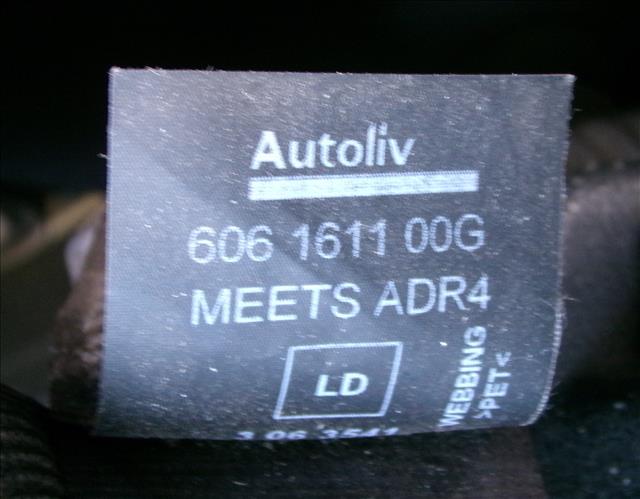 Autoliv
606 1611 00G
MEETS ADR4
LD
WEBBING
>PET<